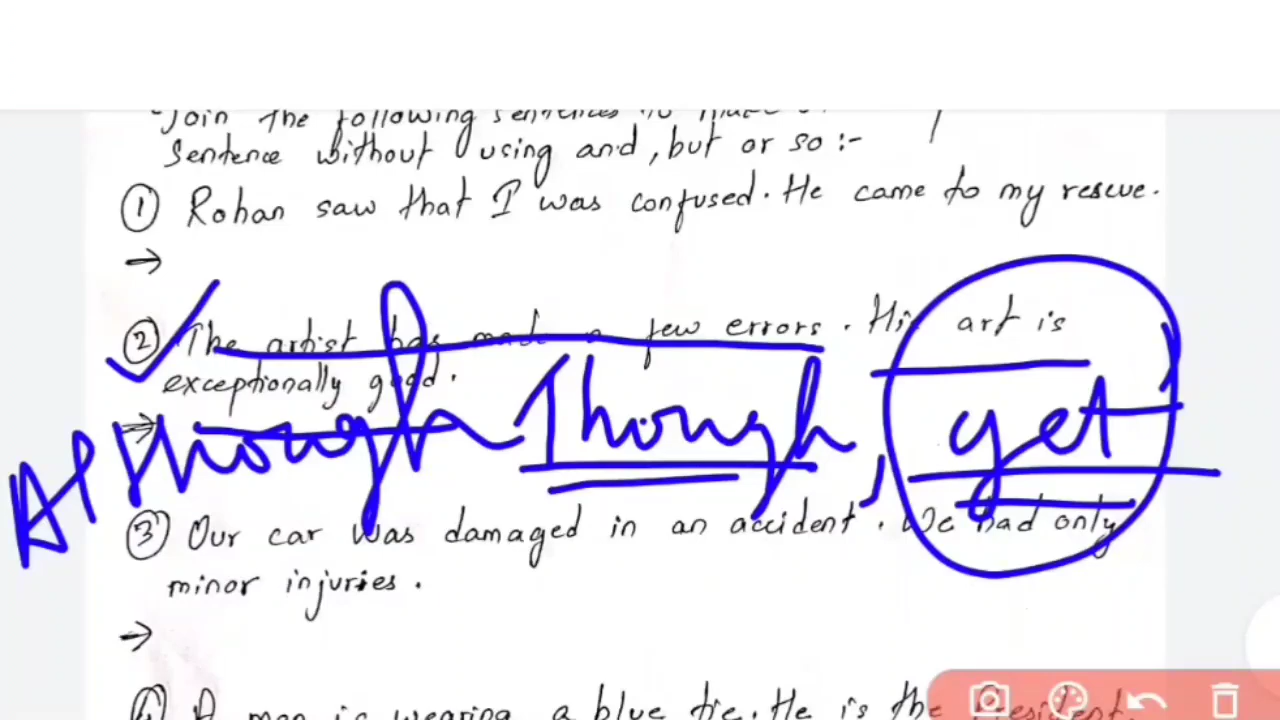 Join the following sentences to make
sentence without using and, but or so :-
① Rohan saw that I was confused. He came to my rescue.
→
② The artist has made a few errors. His art is
exceptionally good.
→
Although Though, yet
③ Our car was damaged in an accident. We had only
minor injuries.
→
④ A man is wearing a blue tie. He is the President